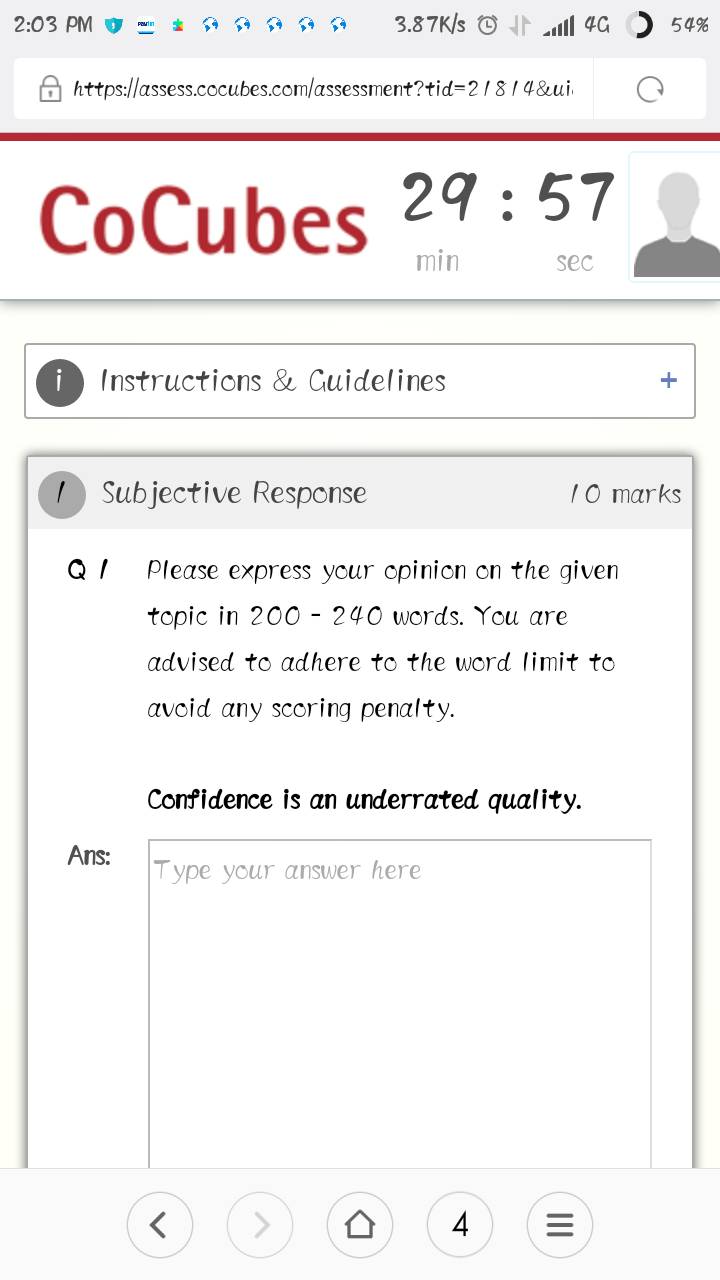 2:03 PM 3.87K/s 4G 54%
https://assess.cocubes.com/assessment?tid=21814&ui
CoCubes 29 : 57
min sec
i Instructions & Guidelines +
1 Subjective Response 10 marks
Q 1 Please express your opinion on the given
topic in 200 - 240 words. You are
advised to adhere to the word limit to
avoid any scoring penalty.
Confidence is an underrated quality.
Ans: Type your answer here
4